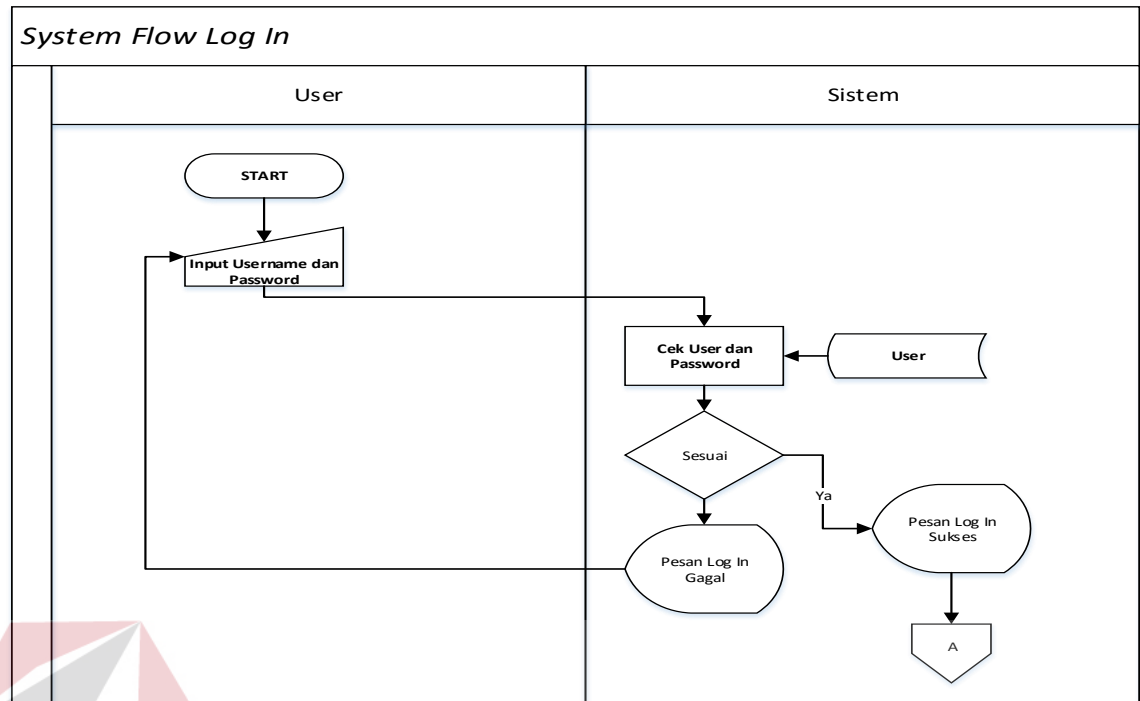 System Flow Log In
User
Sistem
START
Input Username dan
Password
Cek User dan
Password
User
Sesuai
Ya
Pesan Log In
Sukses
Pesan Log In
Gagal
A